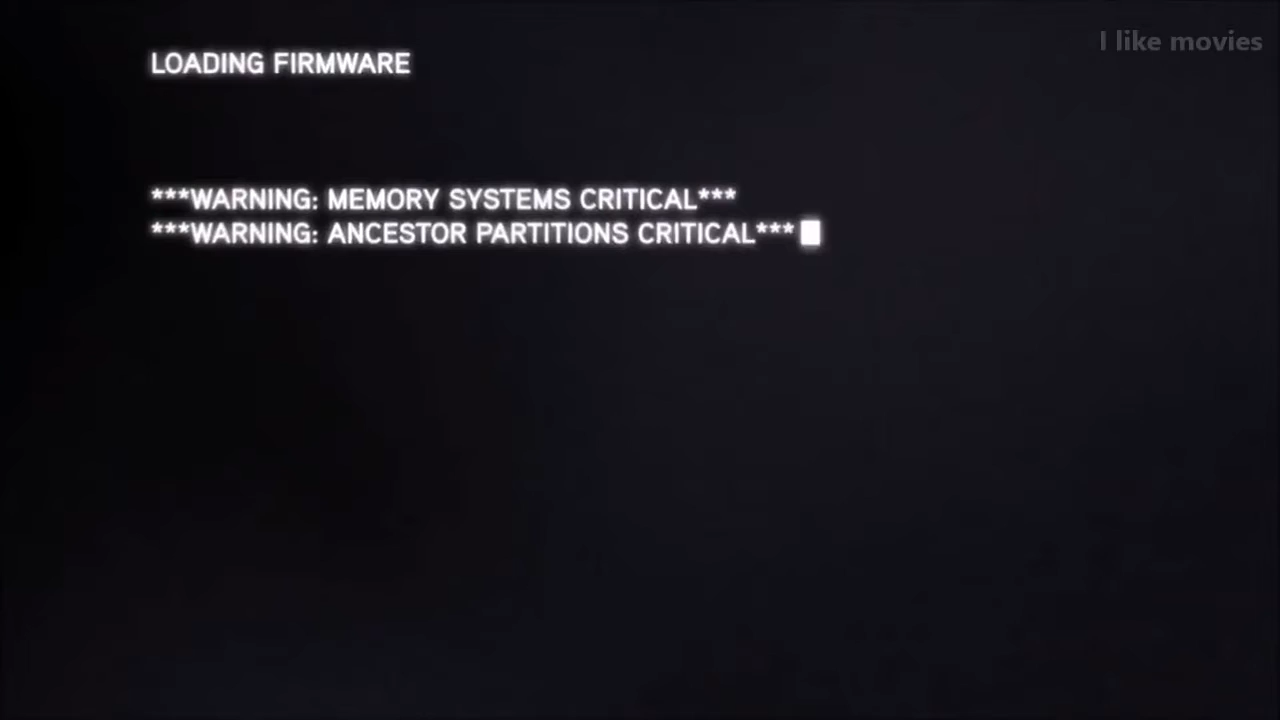 I like movies
LOADING FIRMWARE
***WARNING: MEMORY SYSTEMS CRITICAL***
***WARNING: ANCESTOR PARTITIONS CRITICAL***